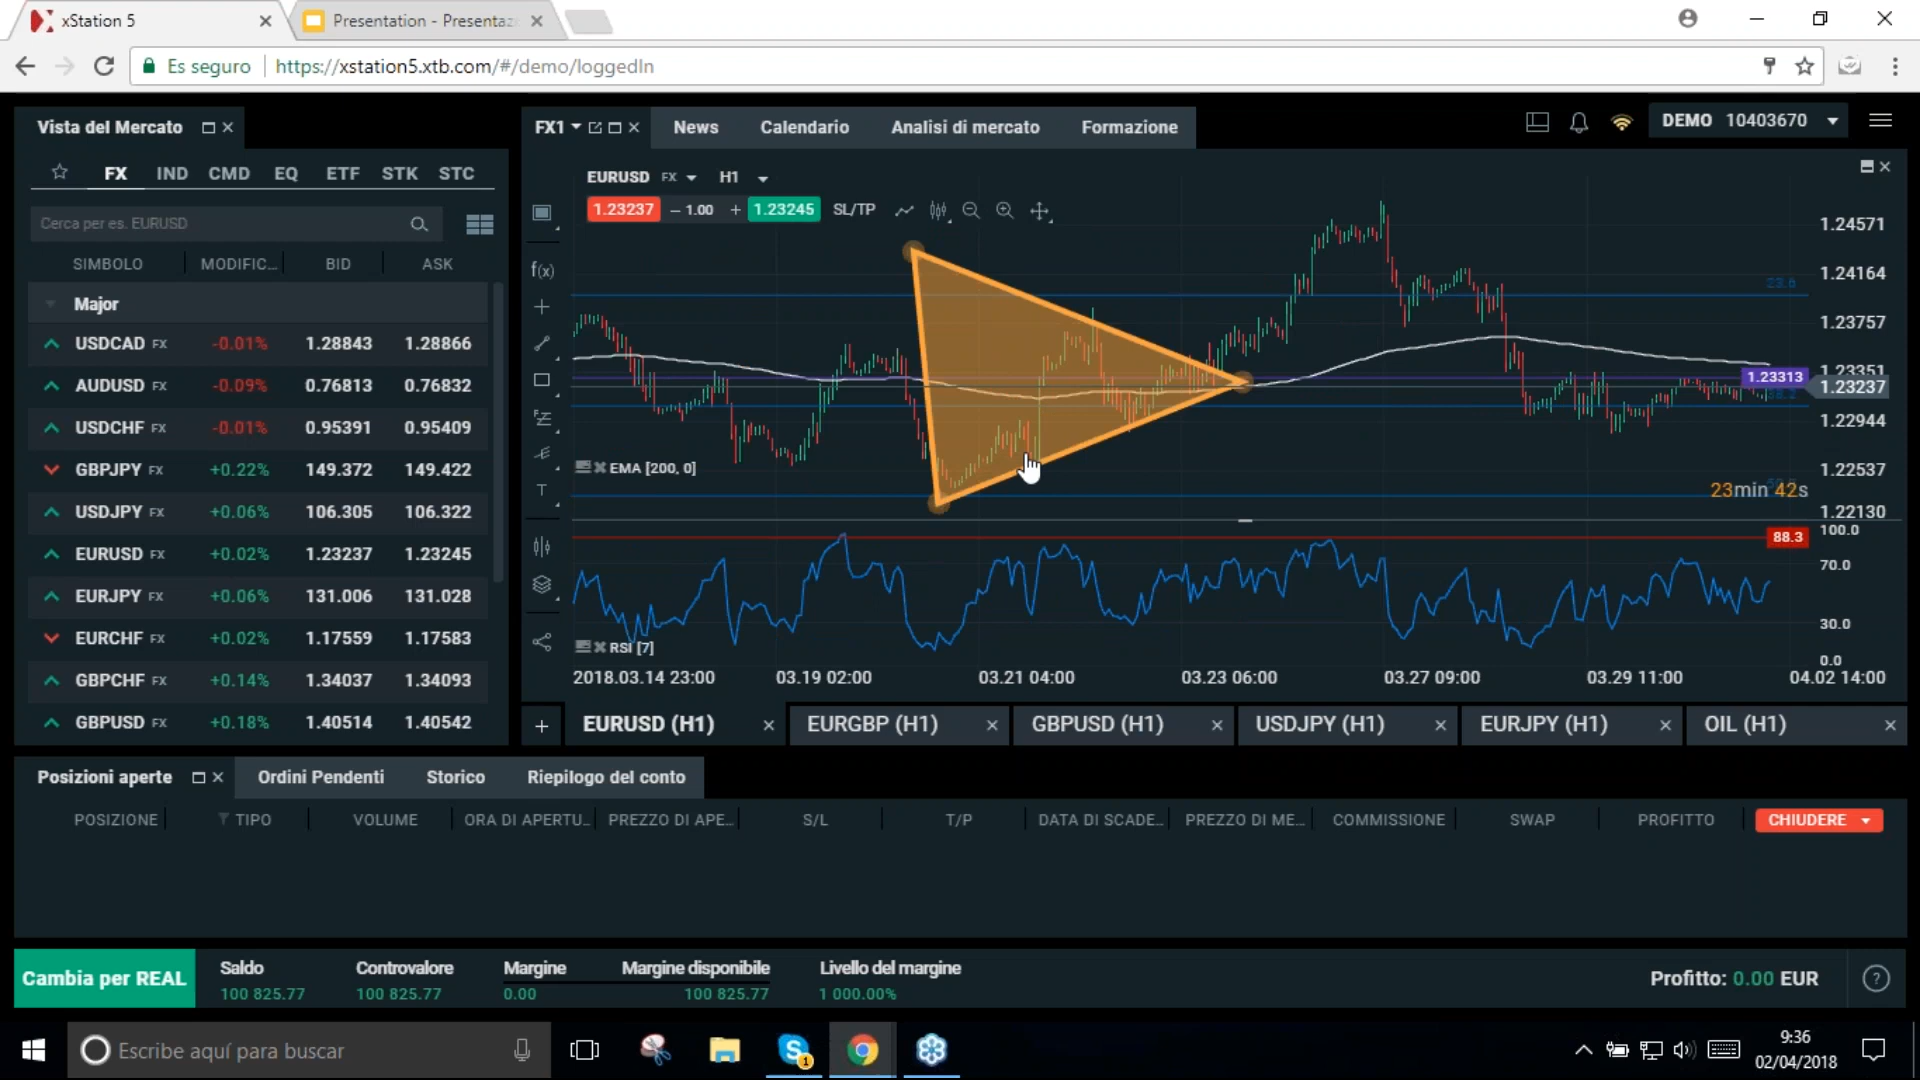 xStation 5
Presentation - Presentaz
Es seguro
https://xstation5.xtb.com/#/demo/loggedIn
Vista del Mercato
FX IND CMD EQ ETF STK STC
Cerca per es. EURUSD
SIMBOLO MODIFIC... BID ASK
Major
USDCAD FX -0.01% 1.28843 1.28866
AUDUSD FX -0.09% 0.76813 0.76832
USDCHF FX -0.01% 0.95391 0.95409
GBPJPY FX +0.22% 149.372 149.422
USDJPY FX +0.06% 106.305 106.322
EURUSD FX +0.02% 1.23237 1.23245
EURJPY FX +0.06% 131.006 131.028
EURCHF FX +0.02% 1.17559 1.17583
GBPCHF FX +0.14% 1.34037 1.34093
GBPUSD FX +0.18% 1.40514 1.40542
FX1 News Calendario Analisi di mercato Formazione
DEMO 10403670
EURUSD FX H1
1.23237 – 1.00 + 1.23245 SL/TP
f(x)
T
1.24571
1.24164
23.6
1.23757
1.23351
1.23313
1.23237
1.22944
1.22537
1.22130
EMA [200, 0]
23min 42s
100.0
88.3
70.0
30.0
0.0
RSI [7]
2018.03.14 23:00 03.19 02:00 03.21 04:00 03.23 06:00 03.27 09:00 03.29 11:00 04.02 14:00
+ EURUSD (H1) EURGBP (H1) GBPUSD (H1) USDJPY (H1) EURJPY (H1) OIL (H1)
Posizioni aperte Ordini Pendenti Storico Riepilogo del conto
POSIZIONE TIPO VOLUME ORA DI APERTU... PREZZO DI APE... S/L T/P DATA DI SCADE... PREZZO DI ME... COMMISSIONE SWAP PROFITTO CHIUDERE
Cambia per REAL
Saldo Controvalore Margine Margine disponibile Livello del margine
100 825.77 100 825.77 0.00 100 825.77 1 000.00%
Profitto: 0.00 EUR
?
Escribe aquí para buscar
1
9:36
02/04/2018